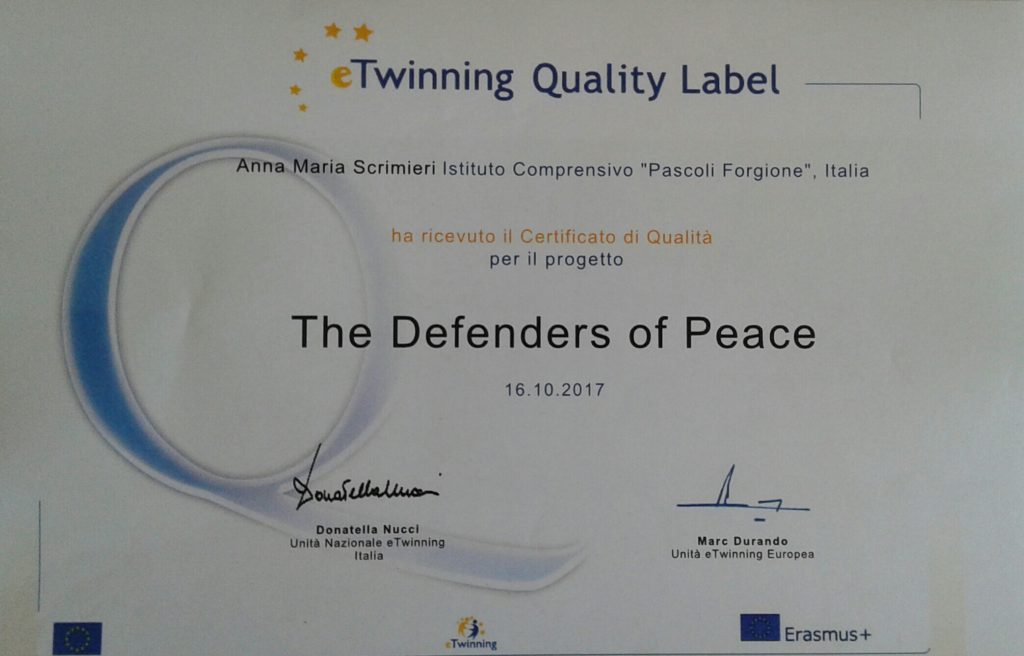 eTwinning Quality Label
Anna Maria Scrimieri Istituto Comprensivo "Pascoli Forgione", Italia
ha ricevuto il Certificato di Qualità
per il progetto
The Defenders of Peace
16.10.2017
Donatella Nucci
Donatella Nucci
Unità Nazionale eTwinning
Italia
Marc Durando
Unità eTwinning Europea
eTwinning
Erasmus+